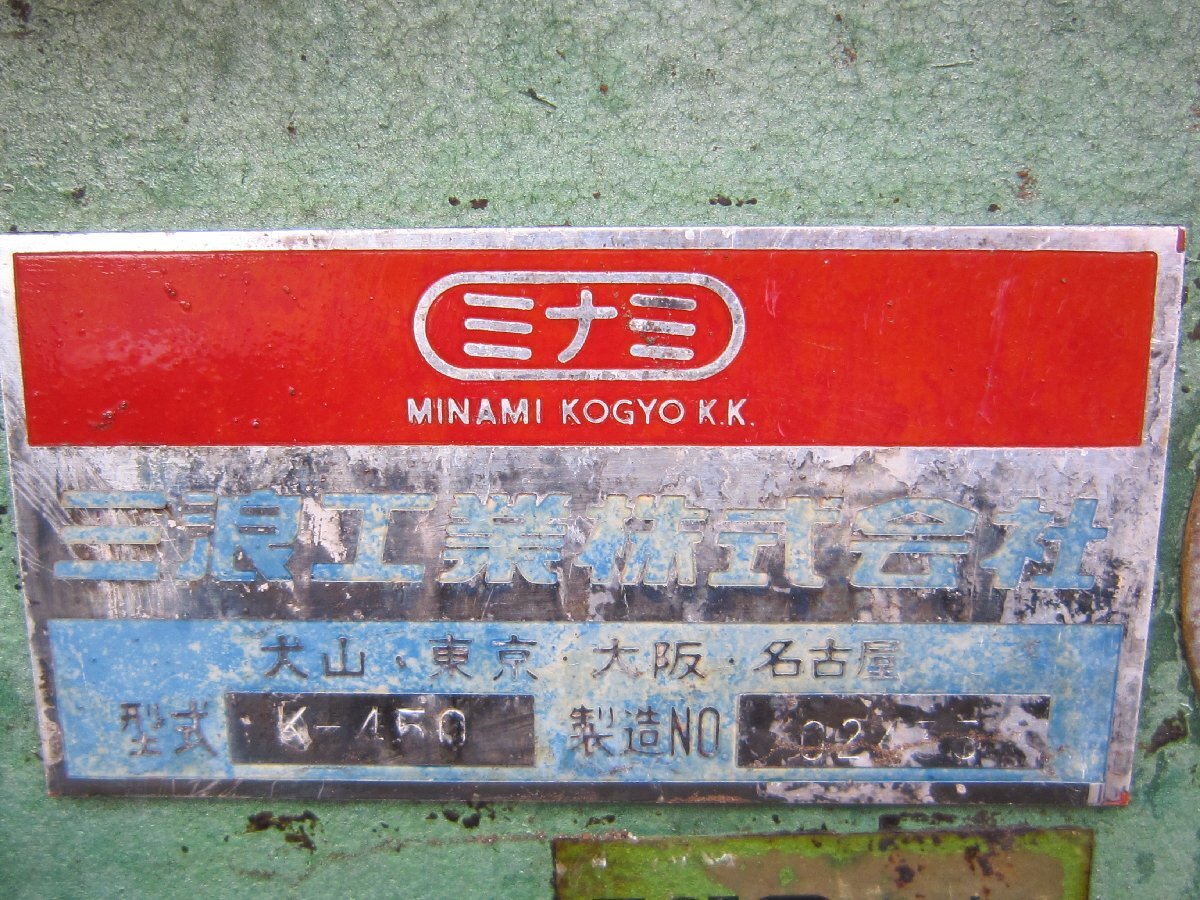 ミナミ
MINAMI KOGYO K.K.
三浪工業株式会社
犬山・東京・大阪・名古屋
型式 K-450 製造NO